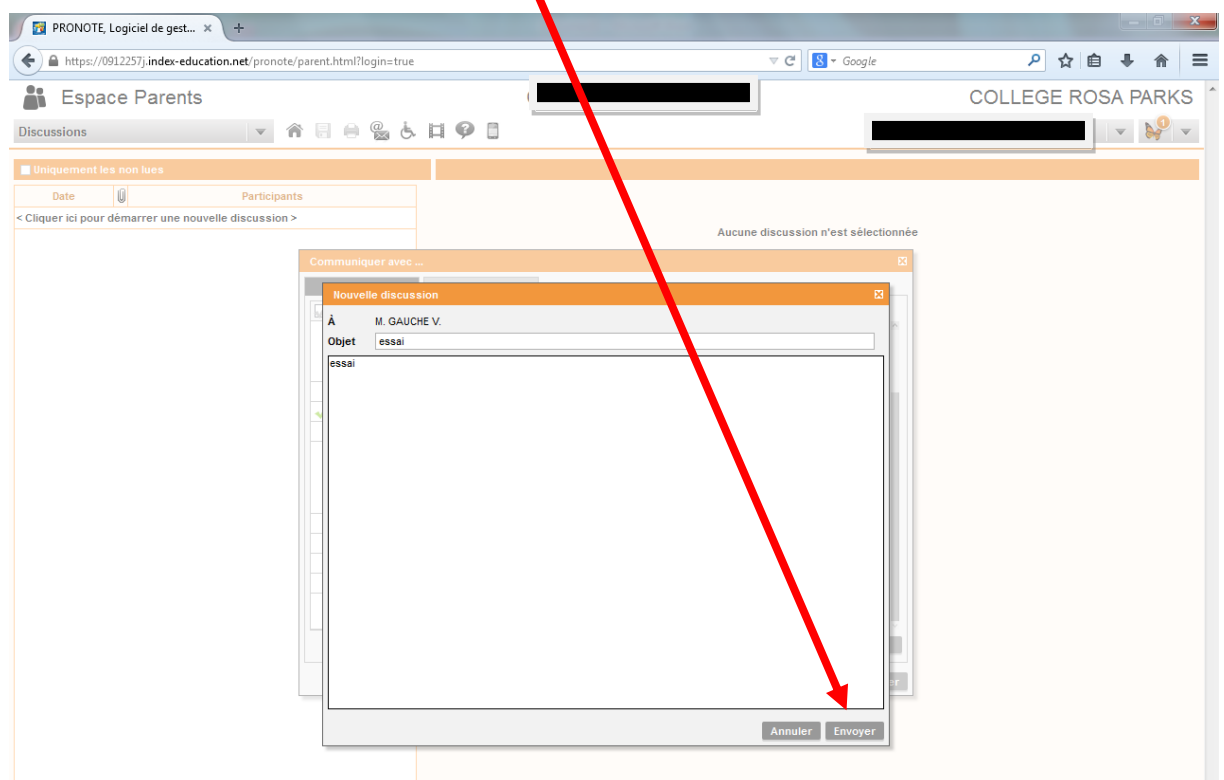 PRONOTE, Logiciel de gest...
https://0912257j.index-education.net/pronote/parent.html?login=true
8 Google
Espace Parents
COLLEGE ROSA PARKS
Discussions
1
Uniquement les non lues
Date
Participants
< Cliquer ici pour démarrer une nouvelle discussion >
Aucune discussion n'est sélectionnée
Communiquer avec ...
Nouvelle discussion
À M. GAUCHE V.
Objet essai
essai
Annuler Envoyer